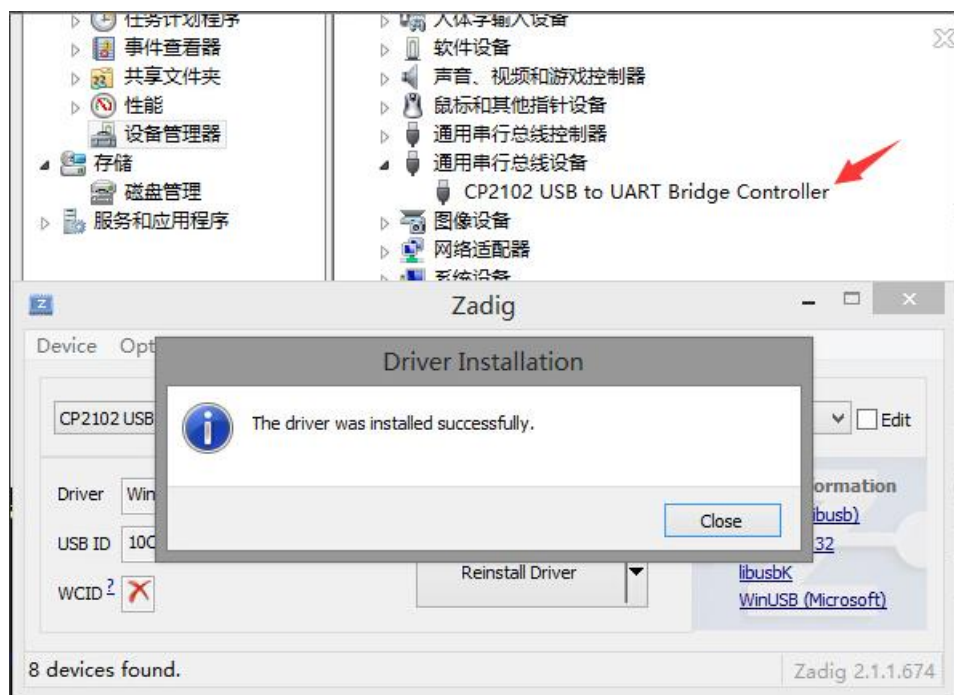 任务计划程序
事件查看器
共享文件夹
性能
设备管理器
存储
磁盘管理
服务和应用程序
人体学输入设备
软件设备
声音、视频和游戏控制器
鼠标和其他指针设备
通用串行总线控制器
通用串行总线设备
CP2102 USB to UART Bridge Controller
图像设备
网络适配器
系统设备
Zadig
Device Opt
Driver Installation
The driver was installed successfully.
Close
CP2102 USB
Edit
Driver Win
ormation
ibusb)
USB ID 10C
32
WCID ?
Reinstall Driver
libusbK
WinUSB (Microsoft)
8 devices found.
Zadig 2.1.1.674